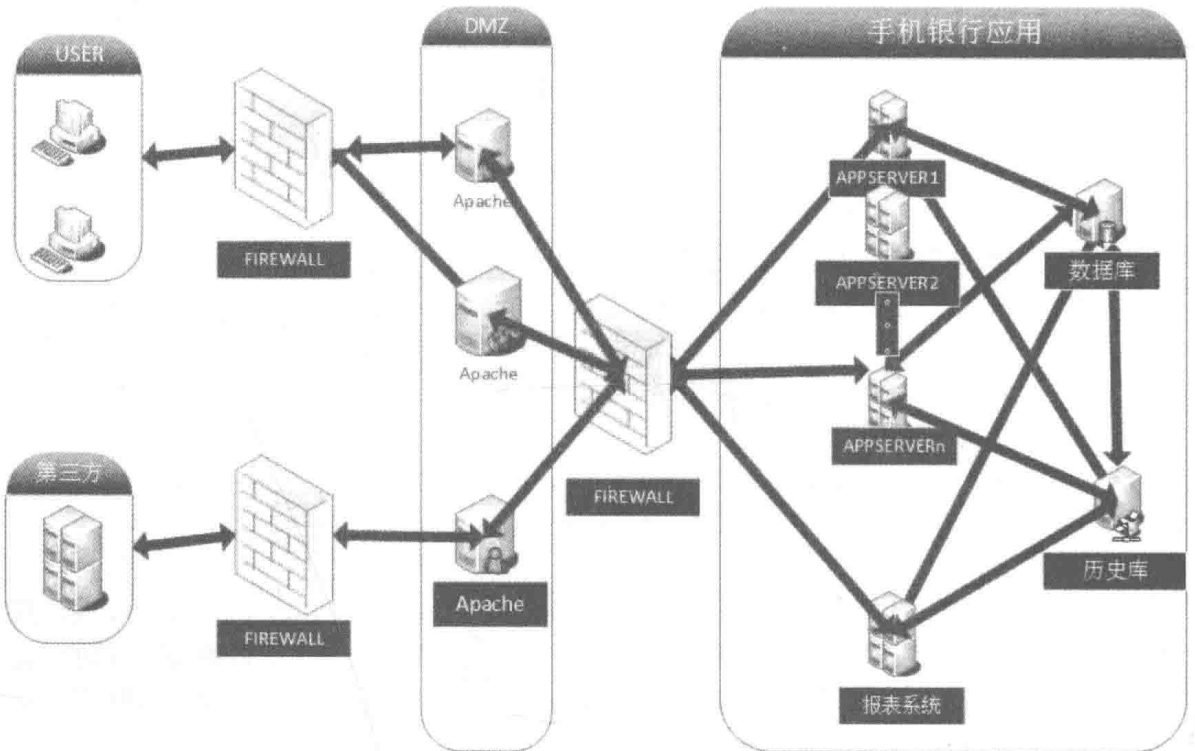 USER
DMZ
手机银行应用
Apache
APPSERVER1
FIREWALL
APPSERVER2
数据库
Apache
APPSERVERn
第三方
FIREWALL
历史库
Apache
FIREWALL
报表系统